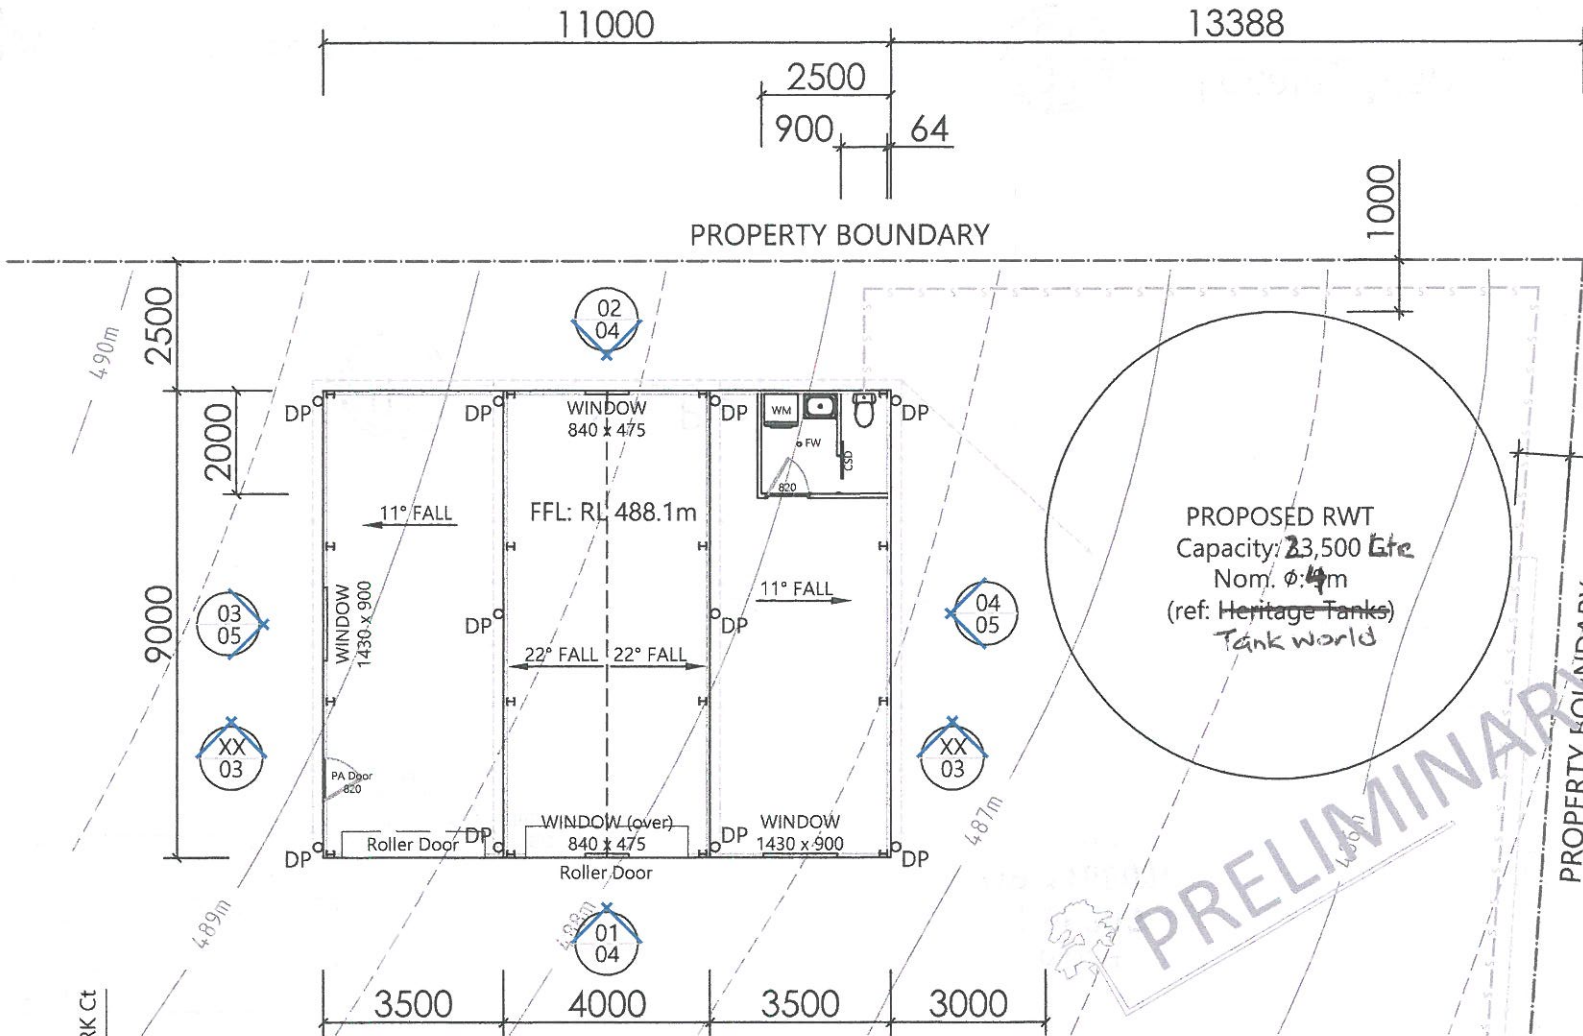 11000
13388
2500
900
64
1000
PROPERTY BOUNDARY
2500
490m
02
04
2000
DP
DP
WINDOW
840 x 475
DP
WM
DP
FW
CSD
820
11° FALL
FFL: RL 488.1m
PROPOSED RWT
Capacity: 23,500 Ltr
Nom. Ø:4m
(ref: Heritage Tanks)
Tank World
9000
03
05
WINDOW
1430 x 900
DP
DP
11° FALL
04
05
22° FALL
22° FALL
XX
03
PA Door
820
XX
03
PROPERTY BOUNDARY
PRELIMINARY
487m
486m
DP
Roller Door
DP
WINDOW (over)
840 x 475
Roller Door
DP
WINDOW
1430 x 900
DP
489m
488m
01
04
3500
4000
3500
3000
RK Ct